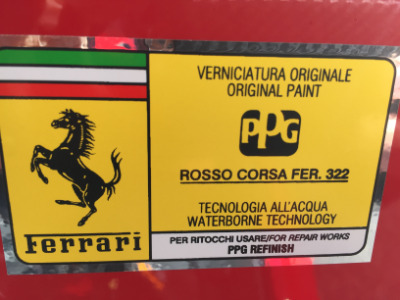 VERNICIATURA ORIGINALE
ORIGINAL PAINT
PPG
ROSSO CORSA FER. 322
TECNOLOGIA ALL'ACQUA
WATERBORNE TECHNOLOGY
Ferrari
PER RITOCCHI USARE/FOR REPAIR WORKS
PPG REFINISH